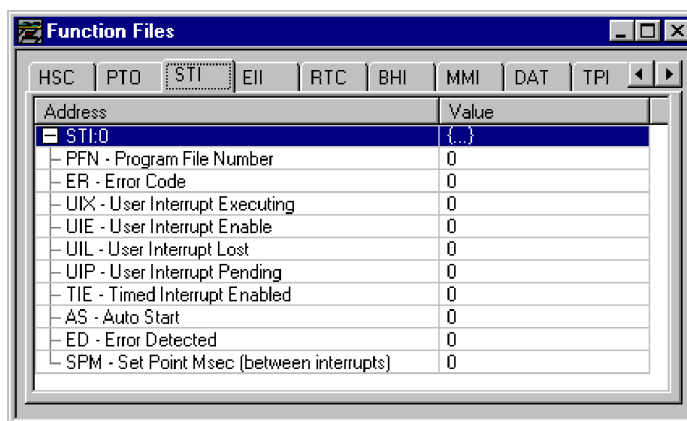 Function Files
HSC PTO STI EII RTC BHI MMI DAT TPI
Address Value
STI:0 {...}
PFN - Program File Number 0
ER - Error Code 0
UIX - User Interrupt Executing 0
UIE - User Interrupt Enable 0
UIL - User Interrupt Lost 0
UIP - User Interrupt Pending 0
TIE - Timed Interrupt Enabled 0
AS - Auto Start 0
ED - Error Detected 0
SPM - Set Point Msec (between interrupts) 0